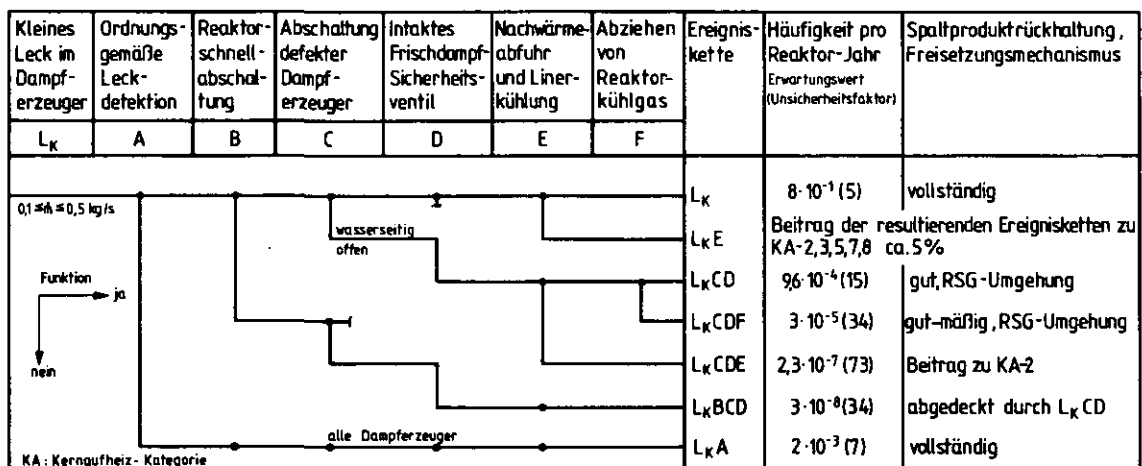 Kleines Leck im Dampf- erzeuger
Ordnungs- gemäße Leck- detektion
Reaktor- schnell- abschal- tung
Abschaltung defekter Dampf- erzeuger
Intaktes Frischdampf- Sicherheits- ventil
Nachwärme- abfuhr und Liner- kühlung
Abziehen von Reaktor- kühlgas
Ereignis- kette
Häufigkeit pro Reaktor-Jahr Erwartungswert (Unsicherheitsfaktor)
Spaltproduktrückhaltung, Freisetzungsmechanismus
L_K A B C D E F
0,1 ≤ ṁ ≤ 0,5 kg/s
L_K 8·10⁻¹ (5) vollständig
wasserseitig offen
L_K E Beitrag der resultierenden Ereignisketten zu KA-2,3,5,7,8 ca.5%
Funktion
ja
nein
L_K CD 9,6·10⁻⁴ (15) gut, RSG-Umgehung
L_K CDF 3·10⁻⁵ (34) gut-mäßig, RSG-Umgehung
L_K CDE 2,3·10⁻⁷ (73) Beitrag zu KA-2
L_K BCD 3·10⁻⁸ (34) abgedeckt durch L_K CD
alle Dampferzeuger
L_K A 2·10⁻³ (7) vollständig
KA: Kernaufheiz-Kategorie